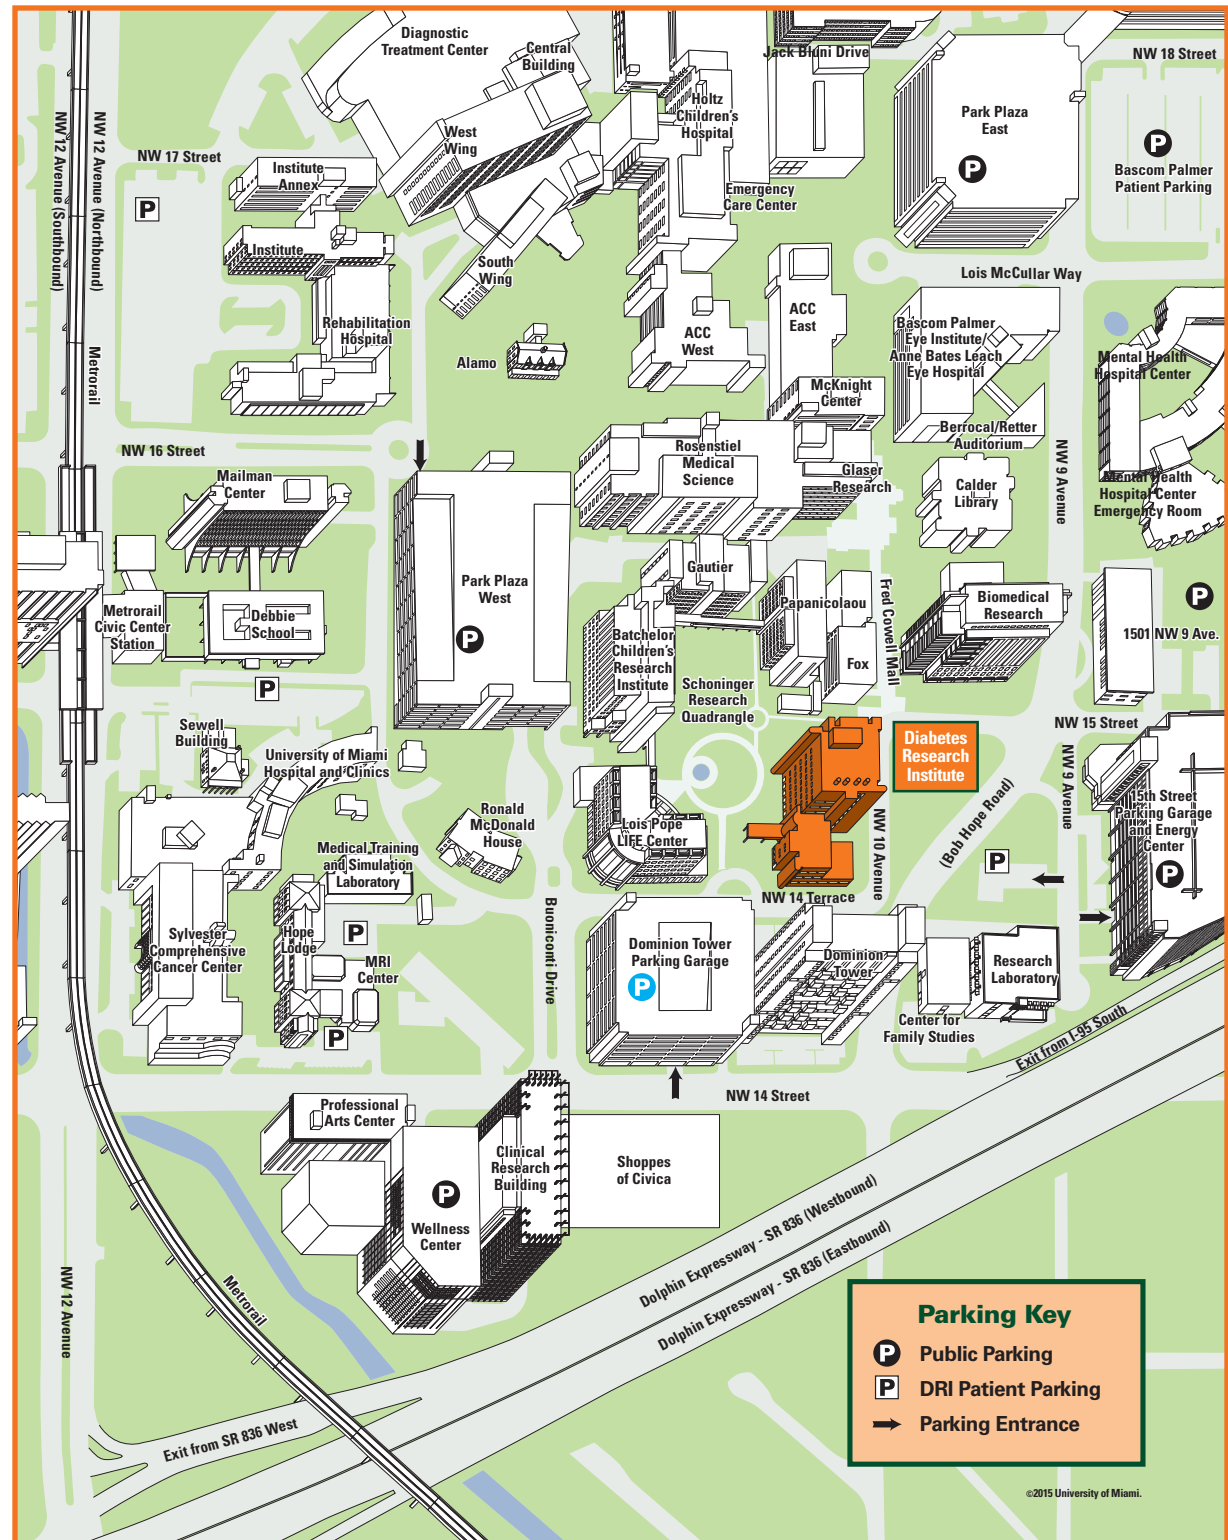 Diagnostic
Treatment Center
Central
Building
Jack Bluni Drive
NW 18 Street
Holtz
Children's
Hospital
Park Plaza
East
P
P
Bascom Palmer
Patient Parking
West
Wing
NW 12 Avenue (Southbound)
NW 12 Avenue (Northbound)
NW 17 Street
Institute
Annex
P
Emergency
Care Center
Institute
South
Wing
Lois McCullar Way
Rehabilitation
Hospital
ACC
West
ACC
East
Bascom Palmer
Eye Institute
Anne Bates Leach
Eye Hospital
Mental Health
Hospital Center
Metrorail
Alamo
McKnight
Center
Berrocal/Retter
Auditorium
NW 16 Street
Rosenstiel
Medical
Science
Glaser
Research
Calder
Library
NW 9 Avenue
Mental Health
Hospital Center
Emergency Room
Mailman
Center
Park Plaza
West
P
Gautier
Papanicolaou
Fred Cowell Mall
Biomedical
Research
P
1501 NW 9 Ave.
Metrorail
Civic Center
Station
Debbie
School
Batchelor
Children's
Research
Institute
Fox
P
Schoninger
Research
Quadrangle
NW 15 Street
Sewell
Building
University of Miami
Hospital and Clinics
Diabetes
Research
Institute
NW 9 Avenue
15th Street
Parking Garage
and Energy
Center
P
Ronald
McDonald
House
Lois Pope
LIFE Center
NW 10 Avenue
(Bob Hope Road)
P
Medical Training
and Simulation
Laboratory
NW 14 Terrace
Sylvester
Comprehensive
Cancer Center
Hope
Lodge
P
MRI
Center
P
Buoniconti Drive
Dominion Tower
Parking Garage
P
Dominion
Tower
Research
Laboratory
Center for
Family Studies
Exit from I-95 South
NW 14 Street
Professional
Arts Center
Clinical
Research
Building
Shoppes
of Civica
P
Wellness
Center
Dolphin Expressway - SR 836 (Westbound)
Dolphin Expressway - SR 836 (Eastbound)
NW 12 Avenue
Metrorail
Exit from SR 836 West
Parking Key
P Public Parking
P DRI Patient Parking
Parking Entrance
©2015 University of Miami.